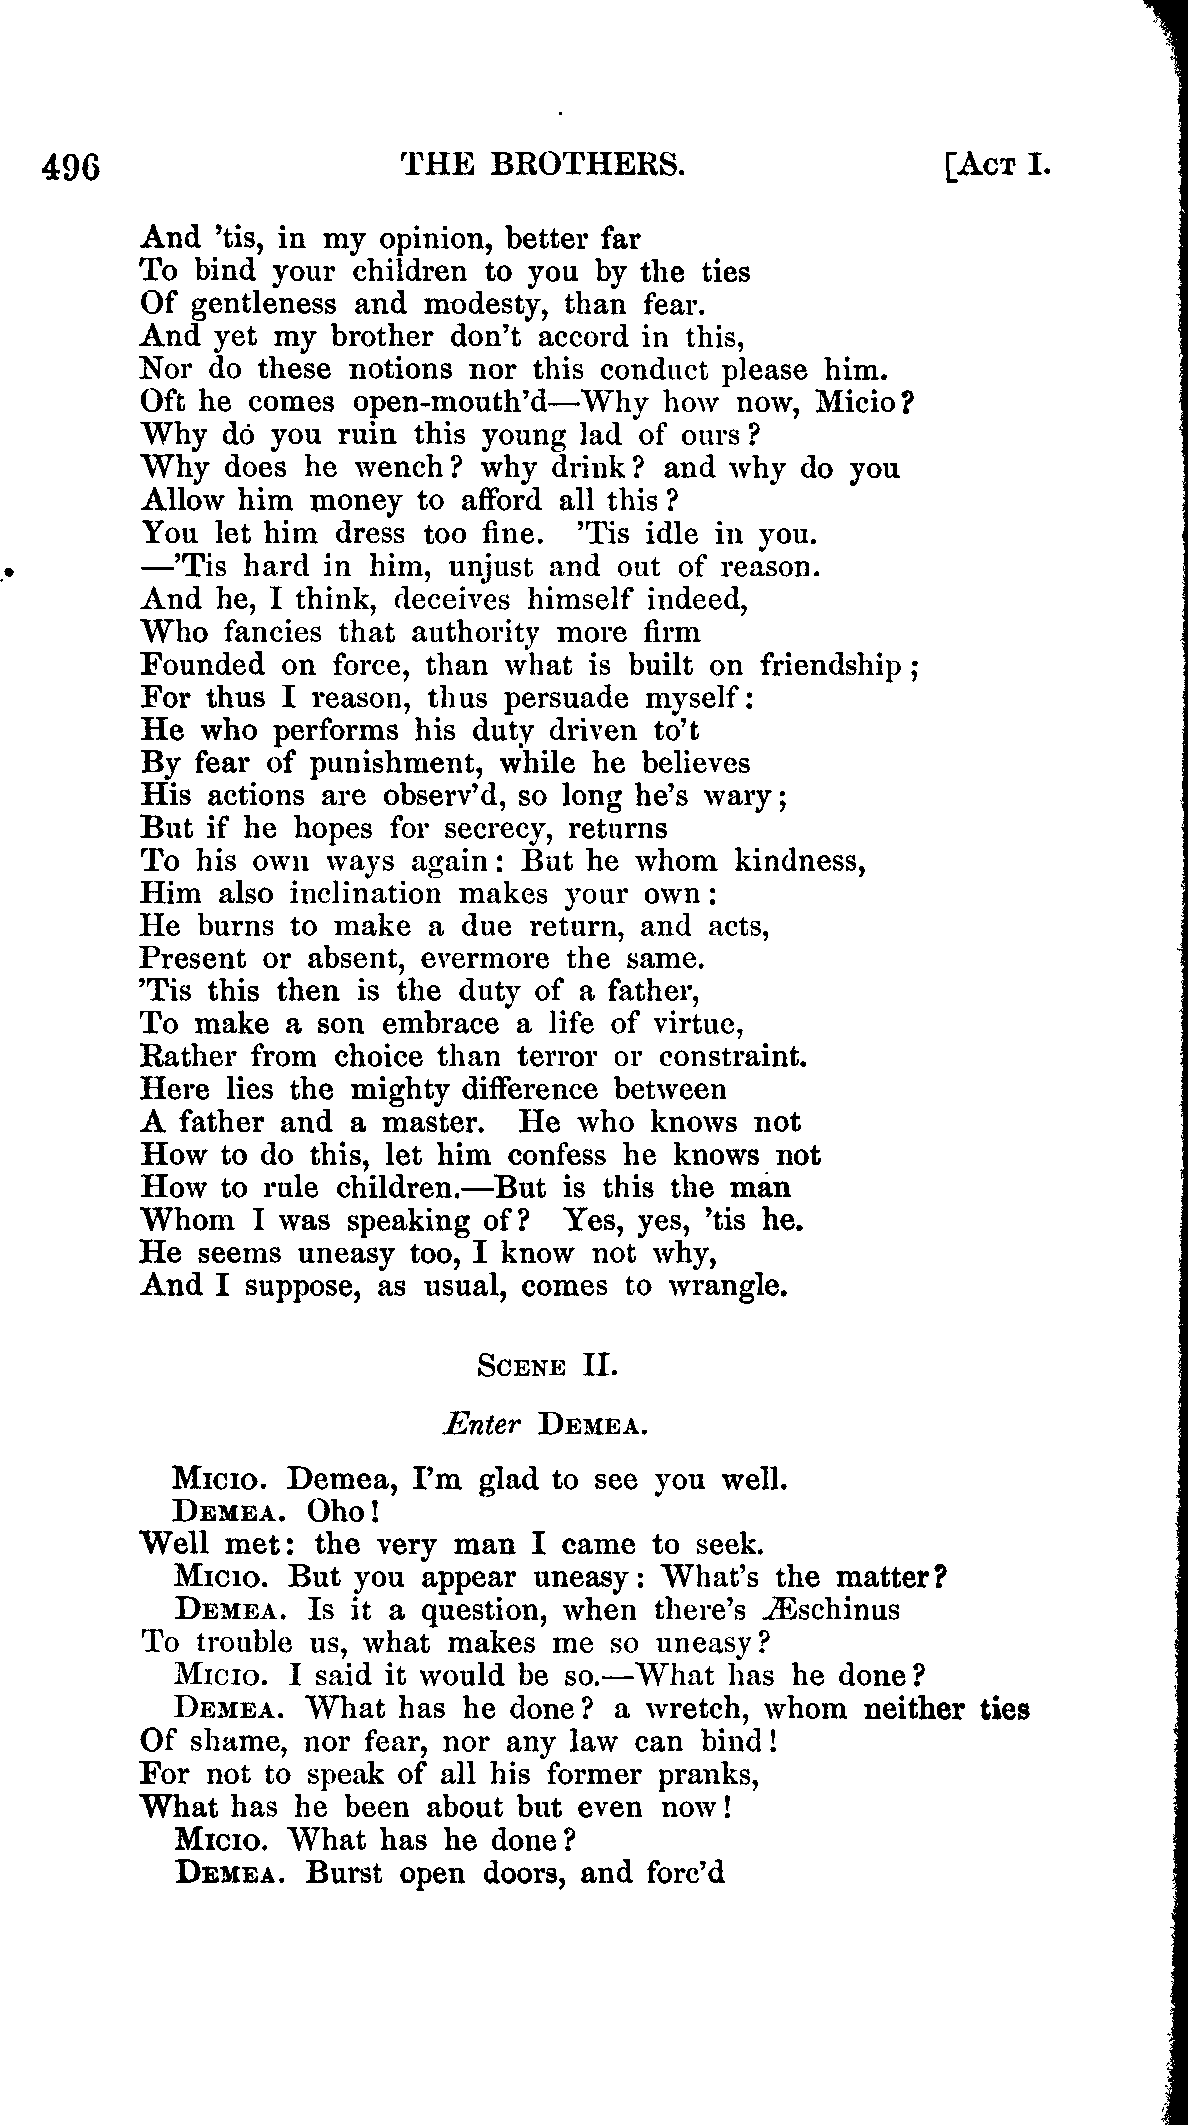 496 THE BROTHERS. [ACT I.
And 'tis, in my opinion, better far
To bind your children to you by the ties
Of gentleness and modesty, than fear.
And yet my brother don't accord in this,
Nor do these notions nor this conduct please him.
Oft he comes open-mouth'd—Why how now, Micio?
Why do you ruin this young lad of ours?
Why does he wench? why drink? and why do you
Allow him money to afford all this?
You let him dress too fine. 'Tis idle in you.
—'Tis hard in him, unjust and out of reason.
And he, I think, deceives himself indeed,
Who fancies that authority more firm
Founded on force, than what is built on friendship;
For thus I reason, thus persuade myself:
He who performs his duty driven to't
By fear of punishment, while he believes
His actions are observ'd, so long he's wary;
But if he hopes for secrecy, returns
To his own ways again: But he whom kindness,
Him also inclination makes your own:
He burns to make a due return, and acts,
Present or absent, evermore the same.
'Tis this then is the duty of a father,
To make a son embrace a life of virtue,
Rather from choice than terror or constraint.
Here lies the mighty difference between
A father and a master. He who knows not
How to do this, let him confess he knows not
How to rule children.—But is this the man
Whom I was speaking of? Yes, yes, 'tis he.
He seems uneasy too, I know not why,
And I suppose, as usual, comes to wrangle.
SCENE II.
Enter DEMEA.
MICIO. Demea, I'm glad to see you well.
DEMEA. Oho!
Well met: the very man I came to seek.
MICIO. But you appear uneasy: What's the matter?
DEMEA. Is it a question, when there's Æschinus
To trouble us, what makes me so uneasy?
MICIO. I said it would be so.—What has he done?
DEMEA. What has he done? a wretch, whom neither ties
Of shame, nor fear, nor any law can bind!
For not to speak of all his former pranks,
What has he been about but even now!
MICIO. What has he done?
DEMEA. Burst open doors, and forc'd